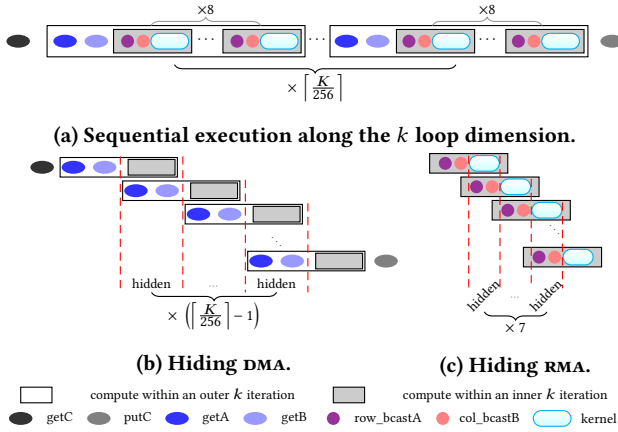 ×8 ×8
··· ··· ···
× ⌈K/256⌉
(a) Sequential execution along the k loop dimension.
⋱ ⋱
hidden ... hidden
hidden ... hidden
× (⌈K/256⌉ − 1)
× 7
(b) Hiding DMA. (c) Hiding RMA.
compute within an outer k iteration compute within an inner k iteration
getC putC getA getB row_bcastA col_bcastB kernel